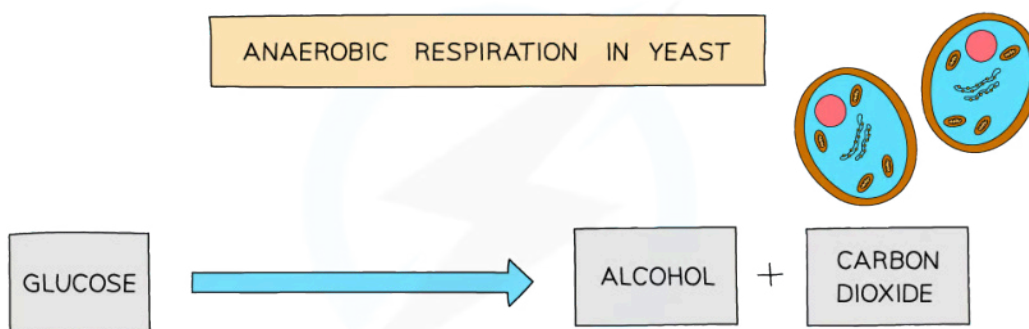 ANAEROBIC RESPIRATION IN YEAST
GLUCOSE
ALCOHOL + CARBON
DIOXIDE